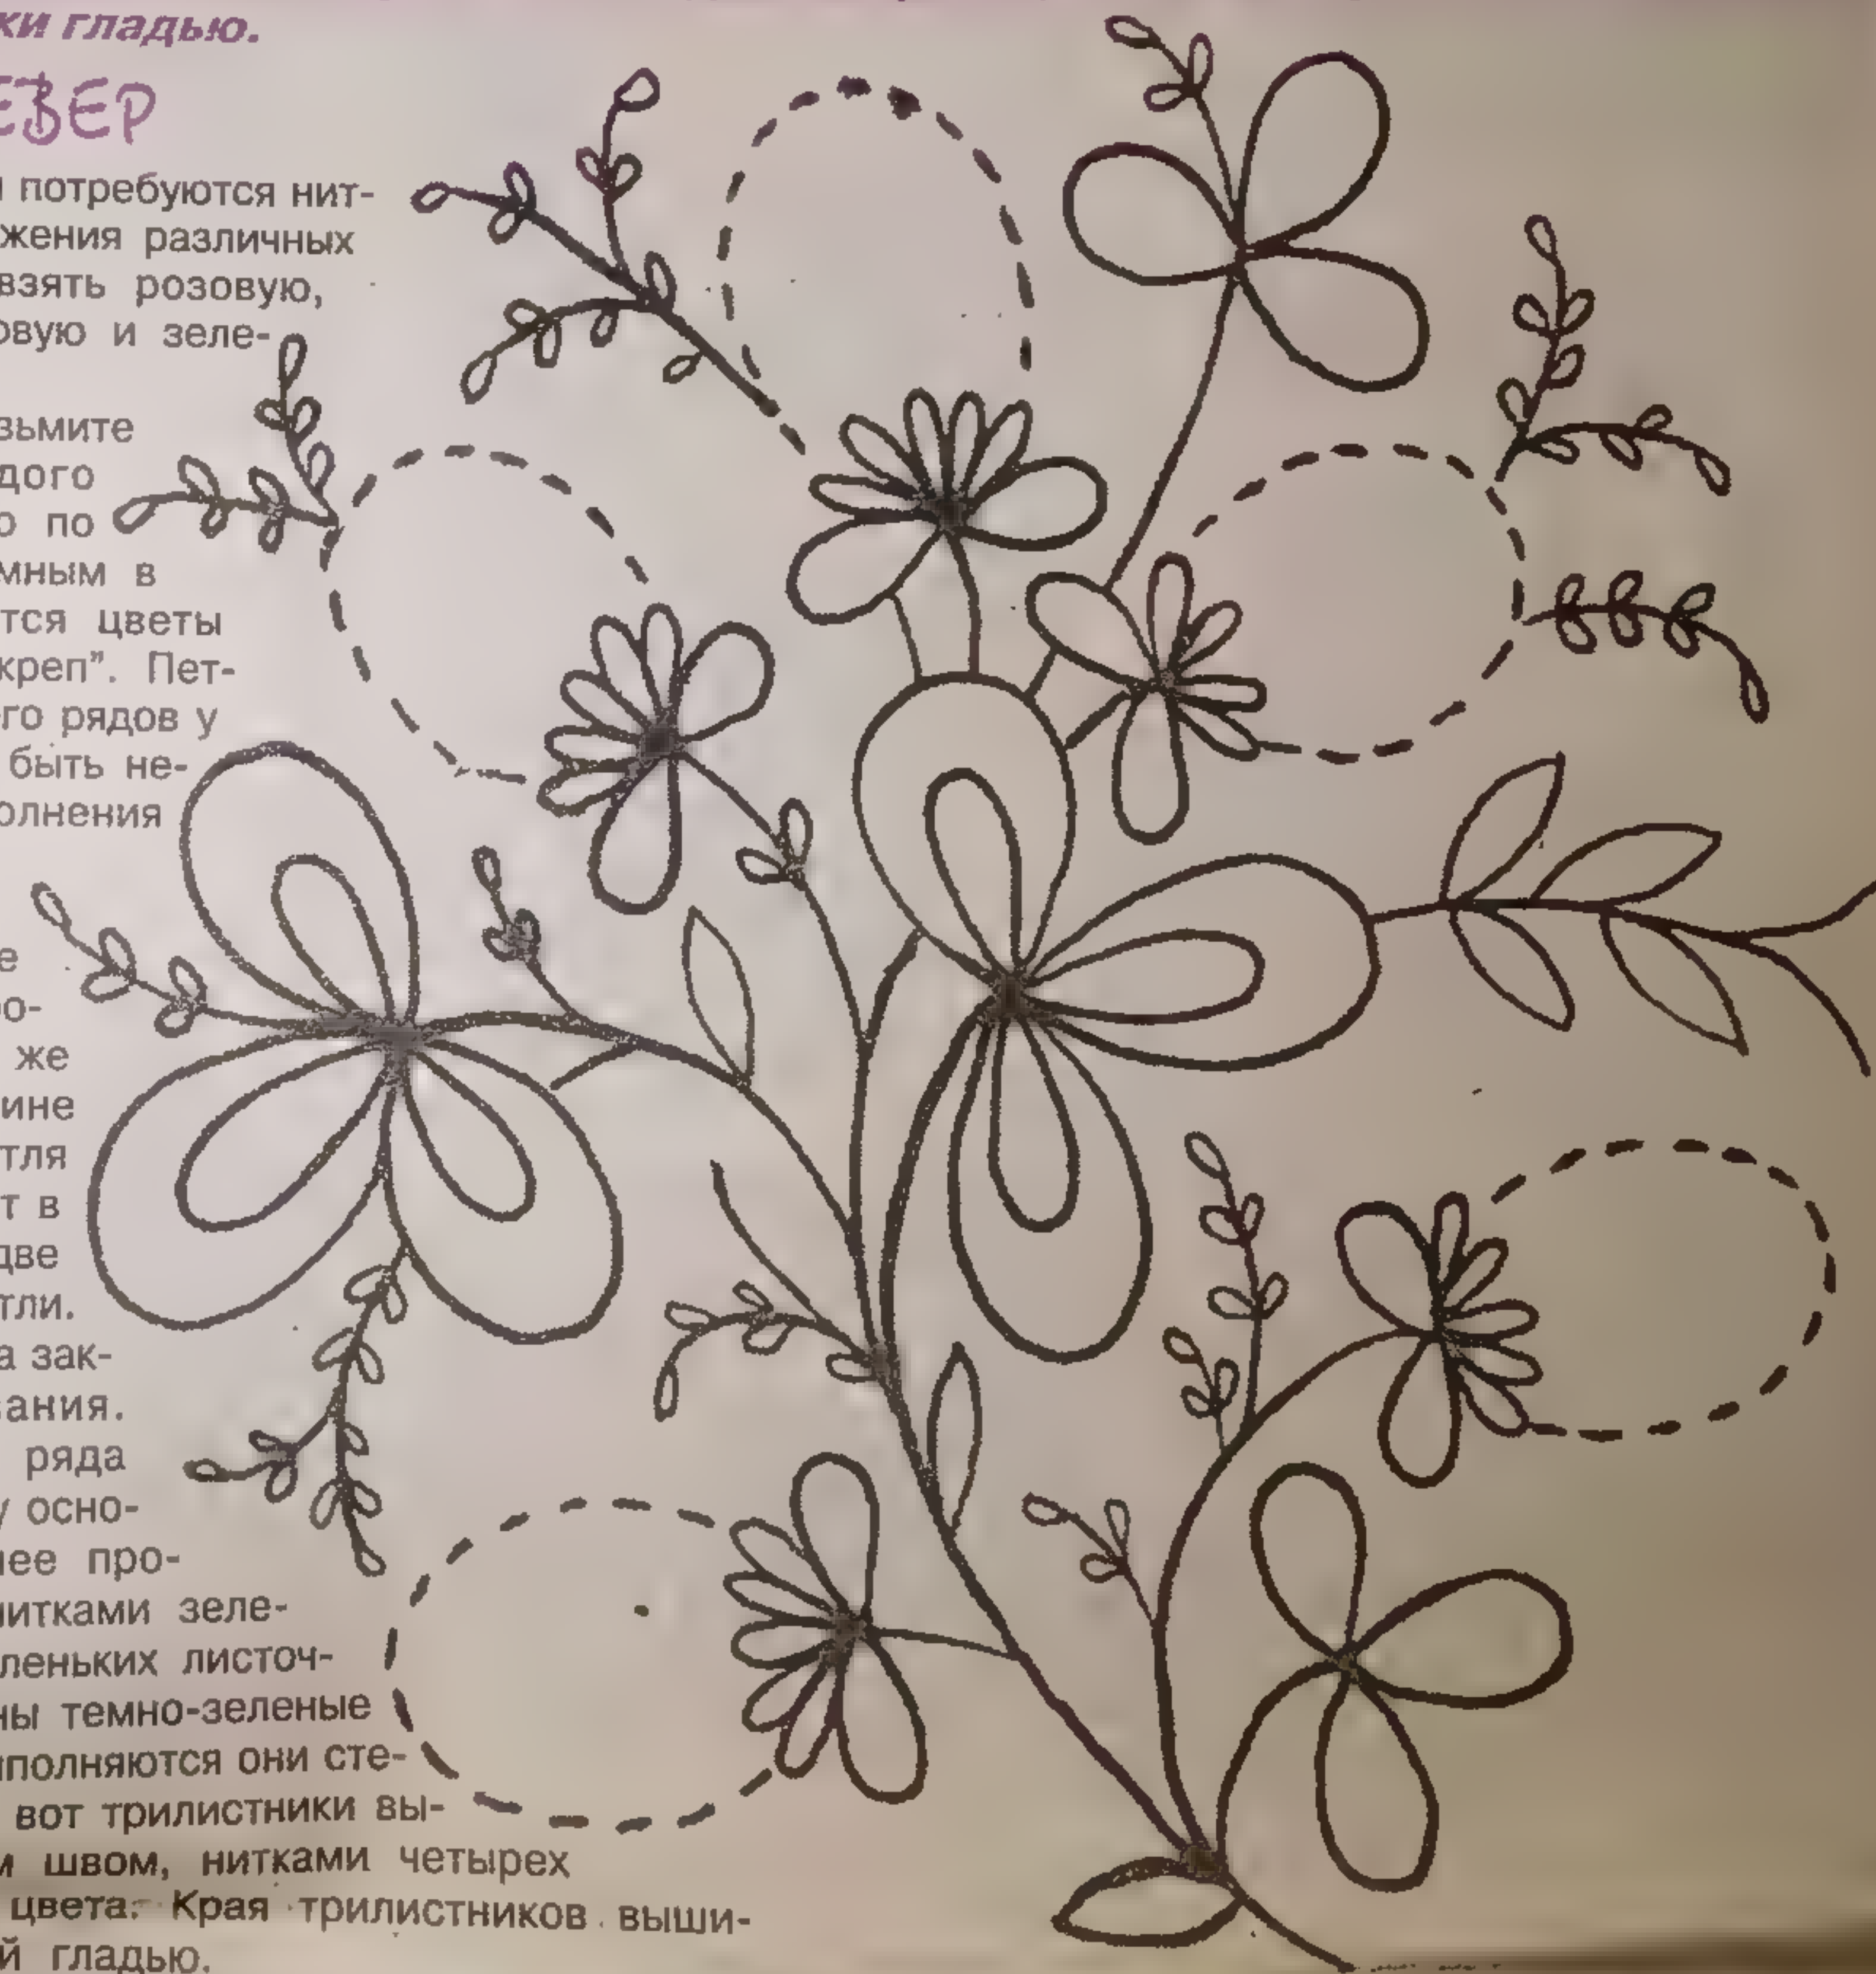 ки гладью.
ЕВЕР
потребуются нит-
жения различных
взять розовую,
овую и зеле-
зьмите
дого
о по
мным в
тся цветы
креп”. Пет-
го рядов у
быть не-
олнения
е
о-
же
ине
тля
т в
две
тли.
а зак-
вания.
ряда
у осно-
нее про-
нитками зеле-
леньких листоч-
ны темно-зеленые
полняются они сте-
вот трилистники вы-
м швом, нитками четырех
цвета. Края трилистников выши-
й гладью.